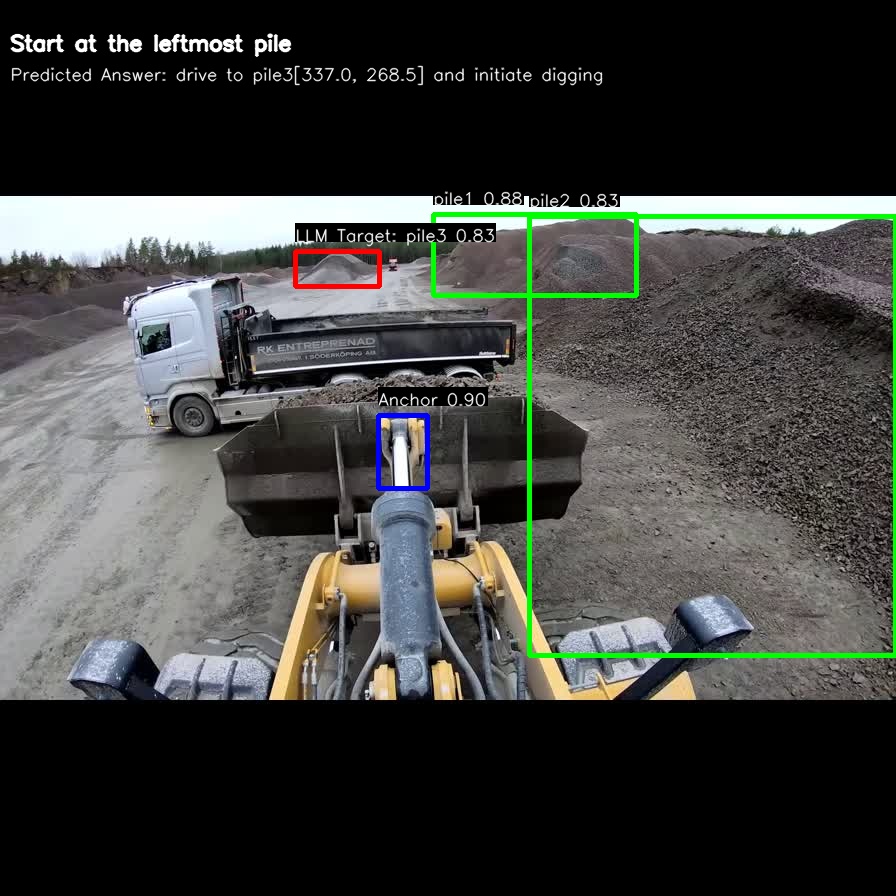 Start at the leftmost pile
Predicted Answer: drive to pile3[337.0, 268.5] and initiate digging
pile1 0.88 pile2 0.83
LLM Target: pile3 0.83
RK ENTREPRENAD
I SÖDERKÖPING AB
Anchor 0.90